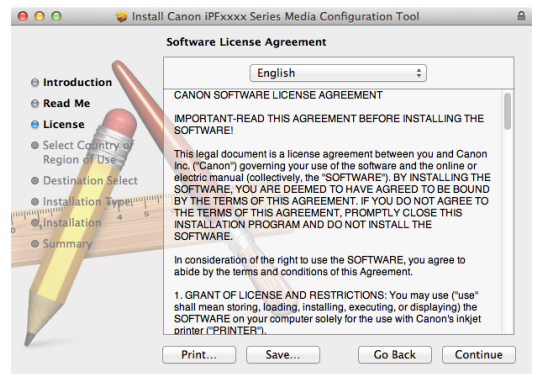 Install Canon iPFxxxx Series Media Configuration Tool
Software License Agreement
Introduction
Read Me
License
Select Country or
Region of Use
Destination Select
Installation Type
Installation
Summary
English
CANON SOFTWARE LICENSE AGREEMENT
IMPORTANT-READ THIS AGREEMENT BEFORE INSTALLING THE
SOFTWARE!
This legal document is a license agreement between you and Canon
Inc. ("Canon") governing your use of the software and the online or
electric manual (collectively, the "SOFTWARE"). BY INSTALLING THE
SOFTWARE, YOU ARE DEEMED TO HAVE AGREED TO BE BOUND
BY THE TERMS OF THIS AGREEMENT. IF YOU DO NOT AGREE TO
THE TERMS OF THIS AGREEMENT, PROMPTLY CLOSE THIS
INSTALLATION PROGRAM AND DO NOT INSTALL THE
SOFTWARE.
In consideration of the right to use the SOFTWARE, you agree to
abide by the terms and conditions of this Agreement.
1. GRANT OF LICENSE AND RESTRICTIONS: You may use ("use"
shall mean storing, loading, installing, executing, or displaying) the
SOFTWARE on your computer solely for the use with Canon's inkjet
printer ("PRINTER").
Print...
Save...
Go Back
Continue